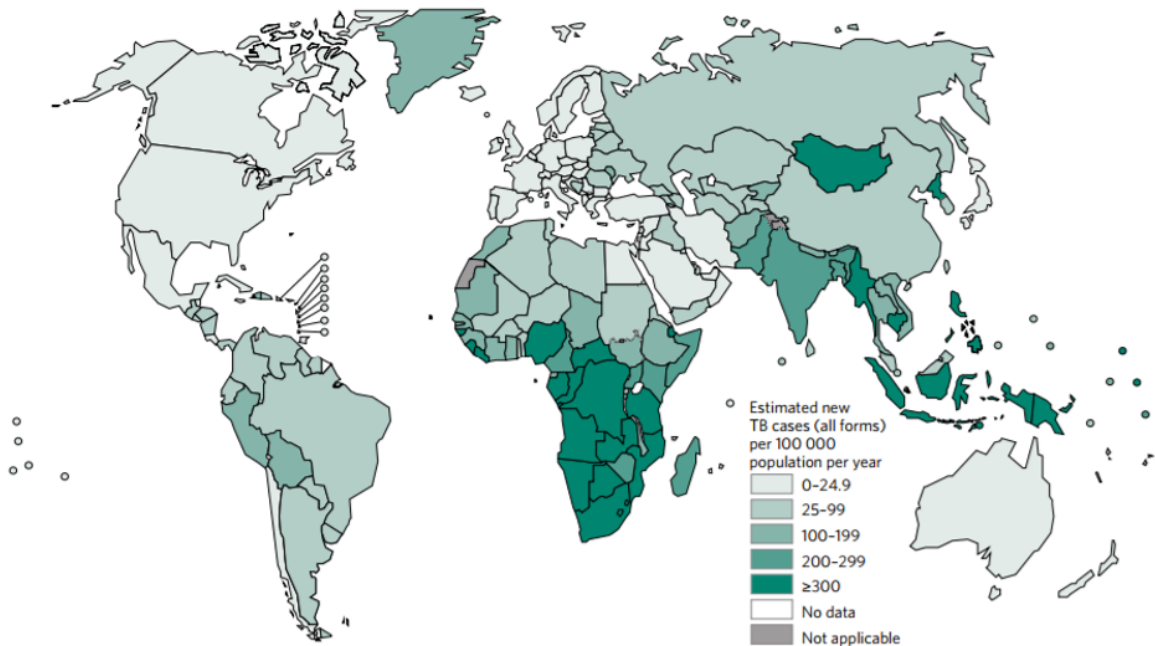 Estimated new
TB cases (all forms)
per 100 000
population per year
0–24.9
25–99
100–199
200–299
≥300
No data
Not applicable